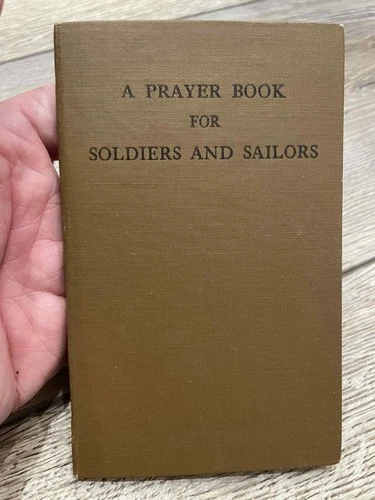 A PRAYER BOOK
FOR
SOLDIERS AND SAILORS